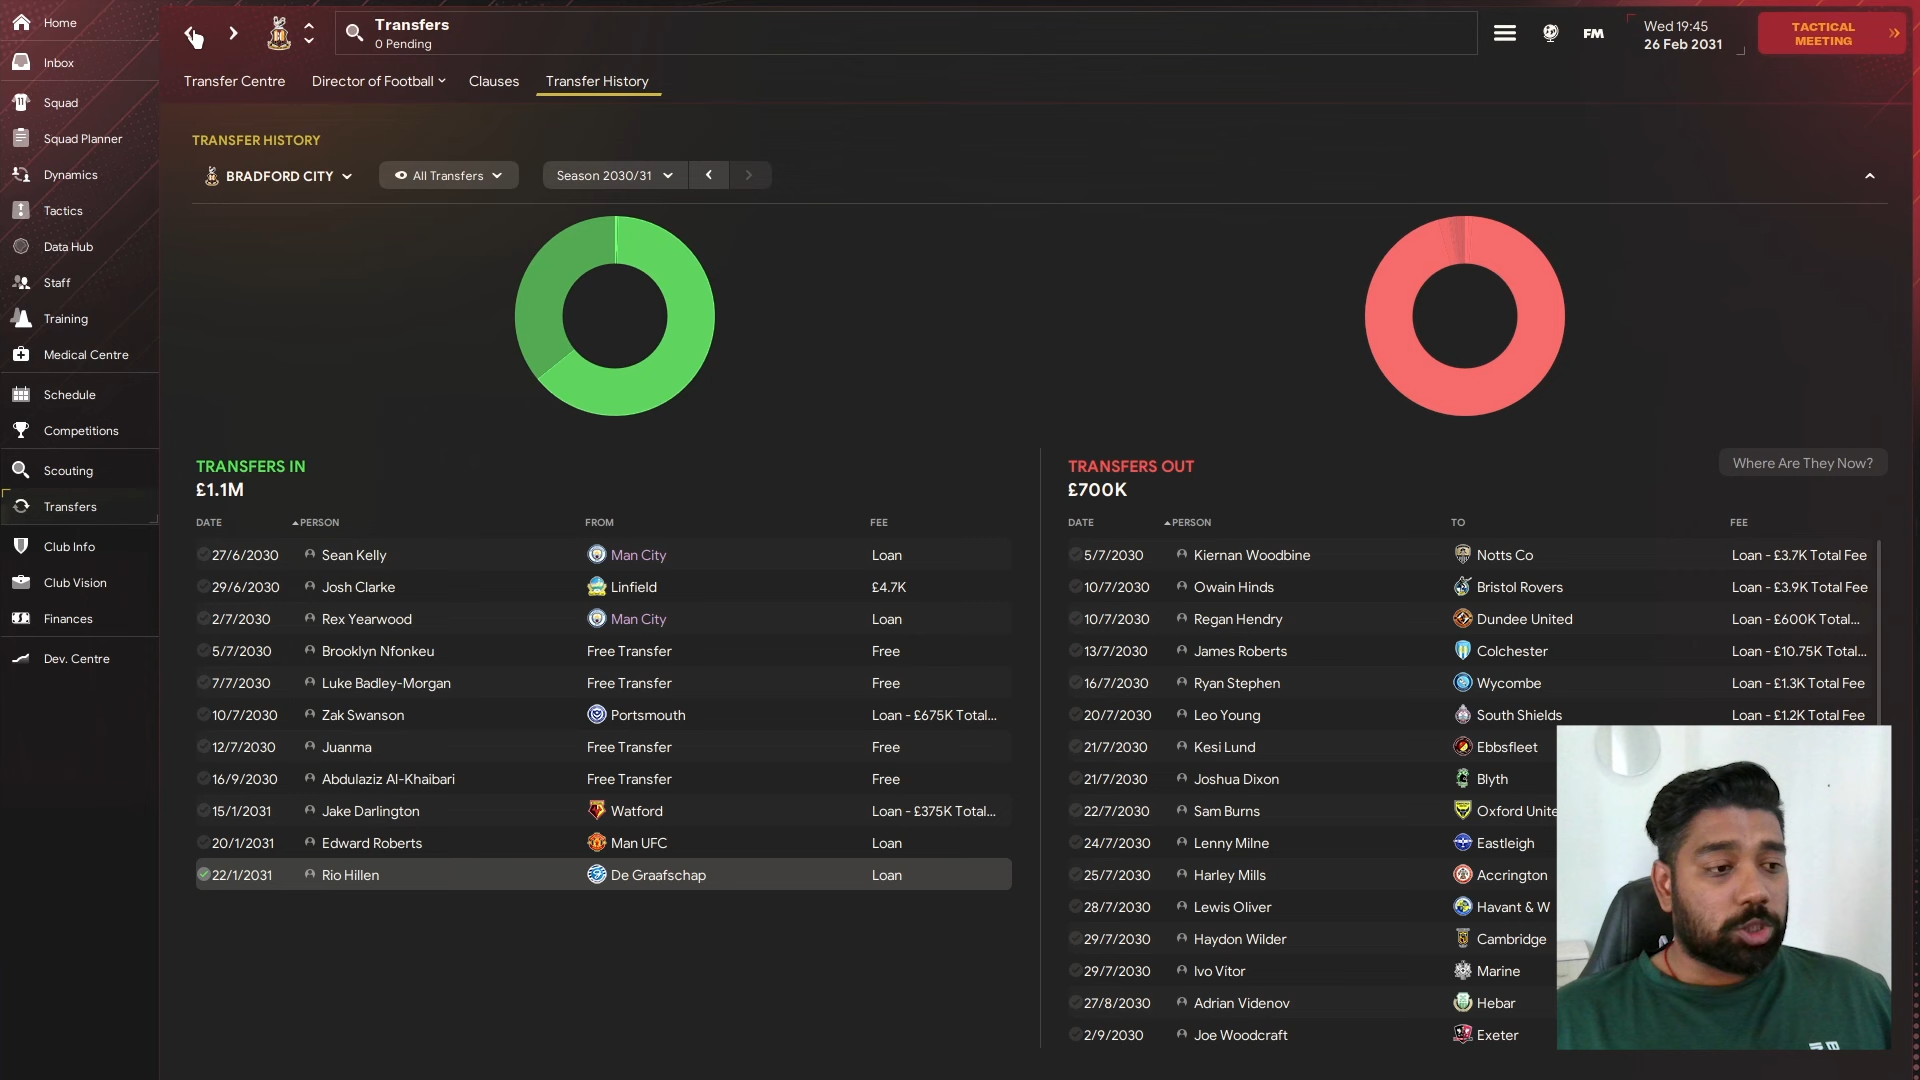 Home
Inbox
Squad
Squad Planner
Dynamics
Tactics
Data Hub
Staff
Training
Medical Centre
Schedule
Competitions
Scouting
Transfers
Club Info
Club Vision
Finances
Dev. Centre
Transfers
0 Pending
FM
Wed 19:45
26 Feb 2031
TACTICAL
MEETING
Transfer Centre Director of Football Clauses Transfer History
TRANSFER HISTORY
BRADFORD CITY All Transfers Season 2030/31
TRANSFERS IN
£1.1M
DATE PERSON FROM FEE
27/6/2030 Sean Kelly Man City Loan
29/6/2030 Josh Clarke Linfield £4.7K
2/7/2030 Rex Yearwood Man City Loan
5/7/2030 Brooklyn Nfonkeu Free Transfer Free
7/7/2030 Luke Badley-Morgan Free Transfer Free
10/7/2030 Zak Swanson Portsmouth Loan - £675K Total...
12/7/2030 Juanma Free Transfer Free
16/9/2030 Abdulaziz Al-Khaibari Free Transfer Free
15/1/2031 Jake Darlington Watford Loan - £375K Total...
20/1/2031 Edward Roberts Man UFC Loan
22/1/2031 Rio Hillen De Graafschap Loan
TRANSFERS OUT
£700K
Where Are They Now?
DATE PERSON TO FEE
5/7/2030 Kiernan Woodbine Notts Co Loan - £3.7K Total Fee
10/7/2030 Owain Hinds Bristol Rovers Loan - £3.9K Total Fee
10/7/2030 Regan Hendry Dundee United Loan - £600K Total...
13/7/2030 James Roberts Colchester Loan - £10.75K Total...
16/7/2030 Ryan Stephen Wycombe Loan - £1.3K Total Fee
20/7/2030 Leo Young South Shields Loan - £1.2K Total Fee
21/7/2030 Kesi Lund Ebbsfleet
21/7/2030 Joshua Dixon Blyth
22/7/2030 Sam Burns Oxford Unite
24/7/2030 Lenny Milne Eastleigh
25/7/2030 Harley Mills Accrington
28/7/2030 Lewis Oliver Havant & W
29/7/2030 Haydon Wilder Cambridge
29/7/2030 Ivo Vítor Marine
27/8/2030 Adrian Videnov Hebar
2/9/2030 Joe Woodcraft Exeter